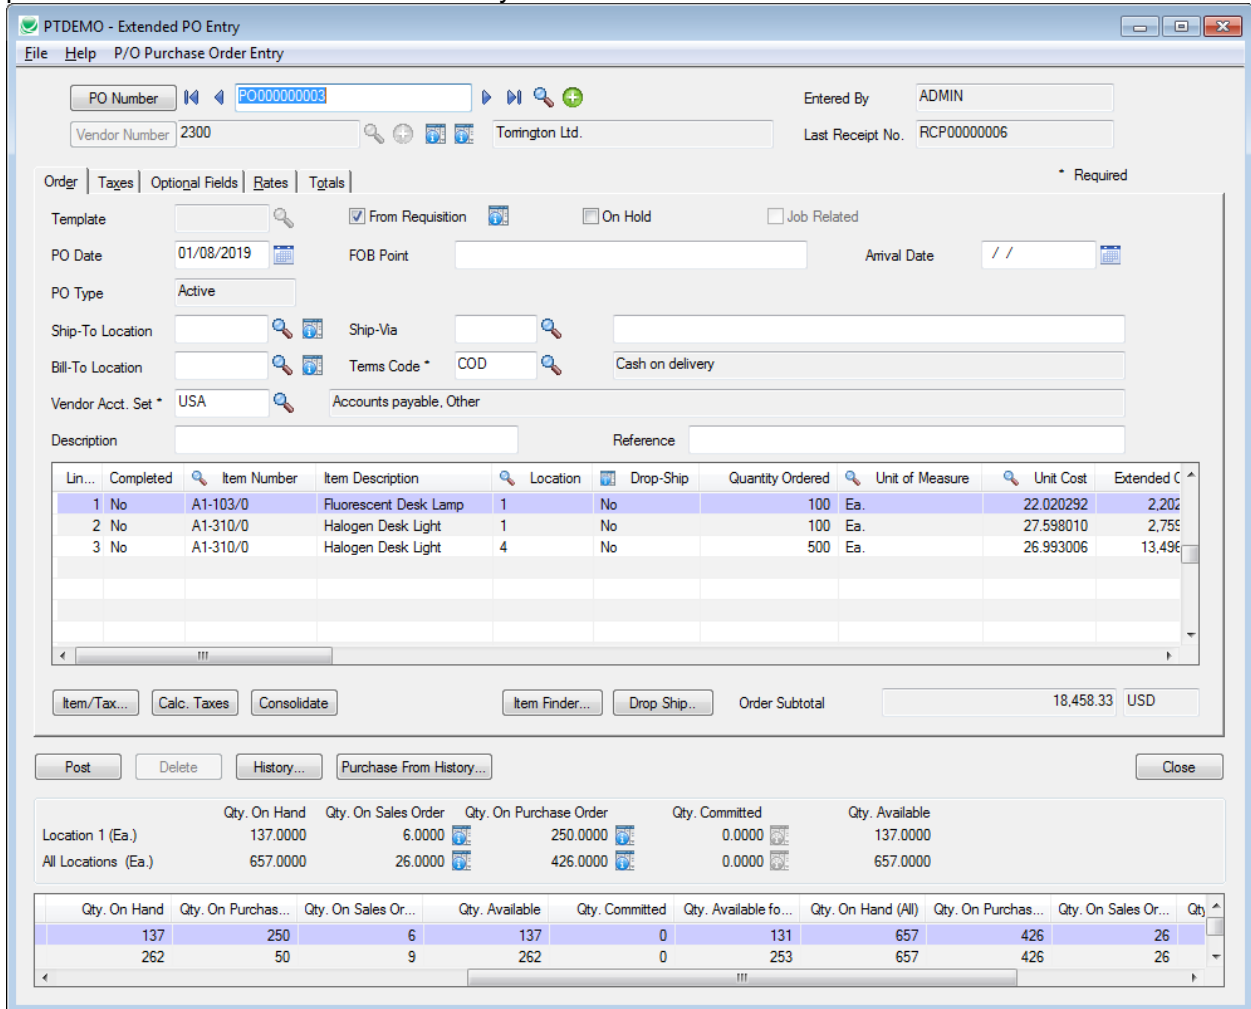 PTDEMO - Extended PO Entry
File Help P/O Purchase Order Entry
PO Number PO000000003 Entered By ADMIN
Vendor Number 2300 Torrington Ltd. Last Receipt No. RCP00000006
Order Taxes Optional Fields Rates Totals * Required
Template From Requisition On Hold Job Related
PO Date 01/08/2019 FOB Point Arrival Date / /
PO Type Active
Ship-To Location Ship-Via
Bill-To Location Terms Code * COD Cash on delivery
Vendor Acct. Set * USA Accounts payable, Other
Description Reference
Lin... Completed Item Number Item Description Location Drop-Ship Quantity Ordered Unit of Measure Unit Cost Extended C
1 No A1-103/0 Fluorescent Desk Lamp 1 No 100 Ea. 22.020292 2,202
2 No A1-310/0 Halogen Desk Light 1 No 100 Ea. 27.598010 2,759
3 No A1-310/0 Halogen Desk Light 4 No 500 Ea. 26.993006 13,496
Item/Tax... Calc. Taxes Consolidate Item Finder... Drop Ship.. Order Subtotal 18,458.33 USD
Post Delete History... Purchase From History... Close
Qty. On Hand Qty. On Sales Order Qty. On Purchase Order Qty. Committed Qty. Available
Location 1 (Ea.) 137.0000 6.0000 250.0000 0.0000 137.0000
All Locations (Ea.) 657.0000 26.0000 426.0000 0.0000 657.0000
Qty. On Hand Qty. On Purchas... Qty. On Sales Or... Qty. Available Qty. Committed Qty. Available fo... Qty. On Hand (All) Qty. On Purchas... Qty. On Sales Or... Qty
137 250 6 137 0 131 657 426 26
262 50 9 262 0 253 657 426 26